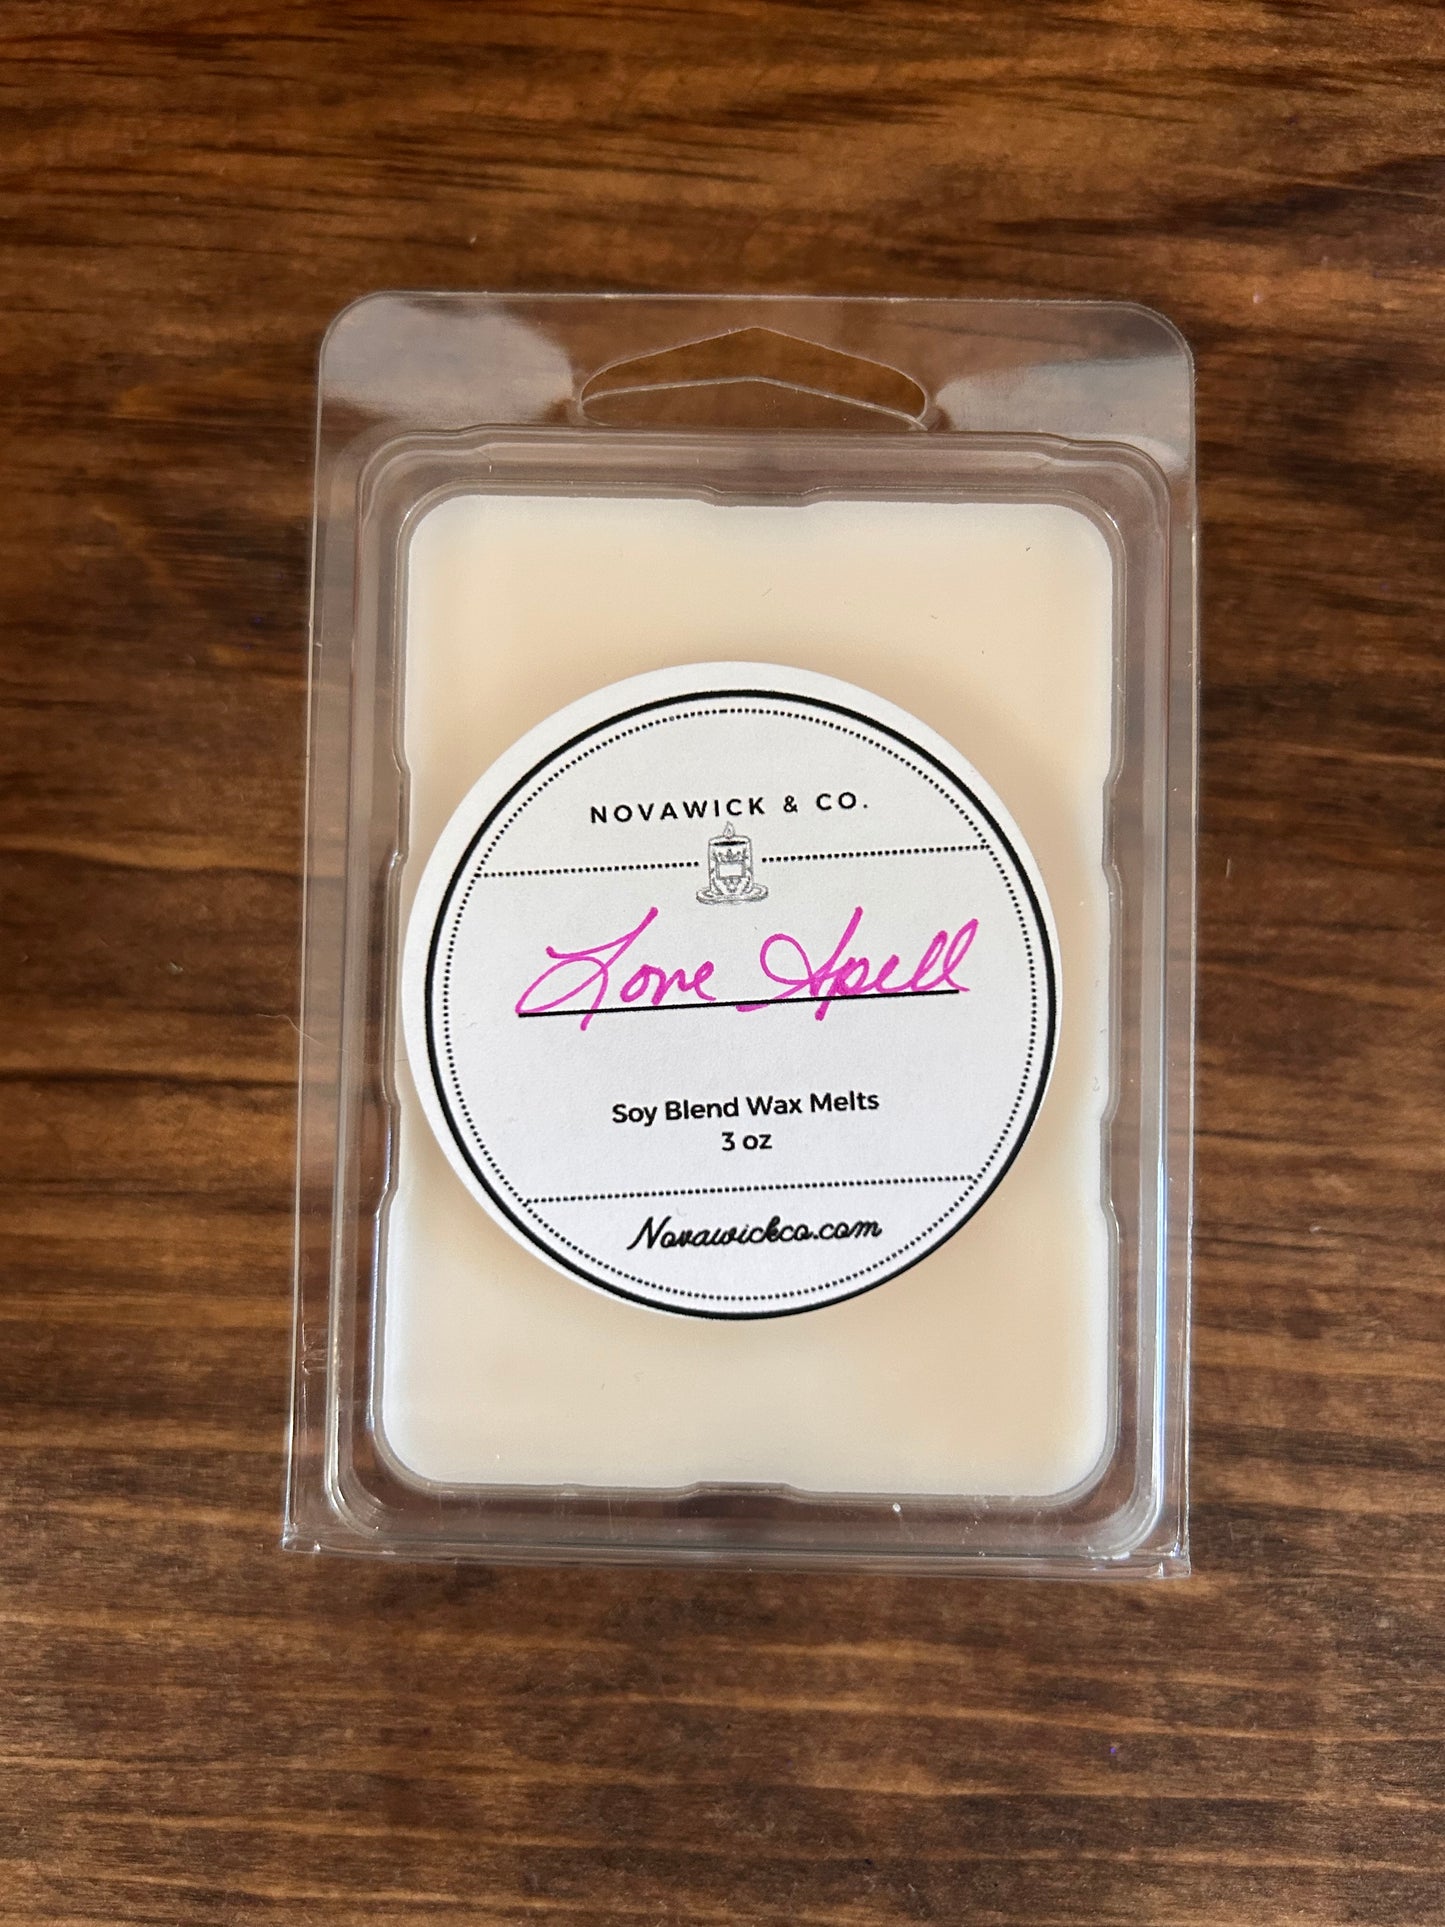 NOVAWICK & CO.
Love Spell
Soy Blend Wax Melts
3 oz
Novawickco.com